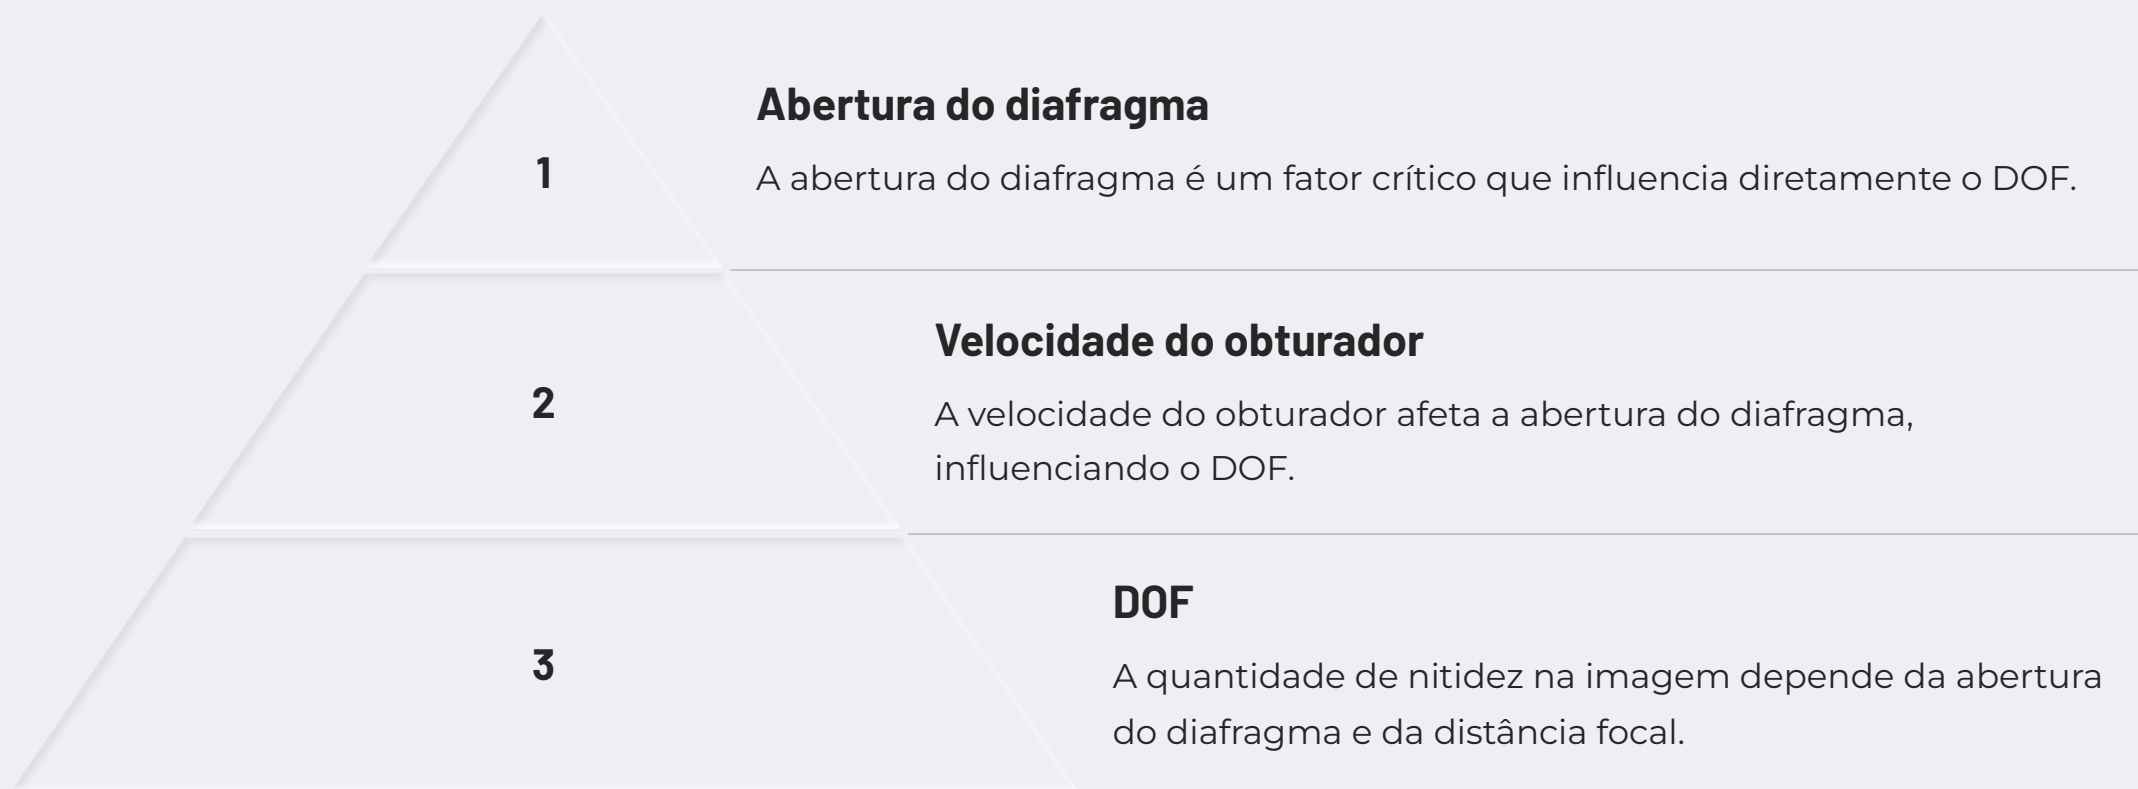 1
Abertura do diafragma
A abertura do diafragma é um fator crítico que influencia diretamente o DOF.
2
Velocidade do obturador
A velocidade do obturador afeta a abertura do diafragma,
influenciando o DOF.
3
DOF
A quantidade de nitidez na imagem depende da abertura
do diafragma e da distância focal.